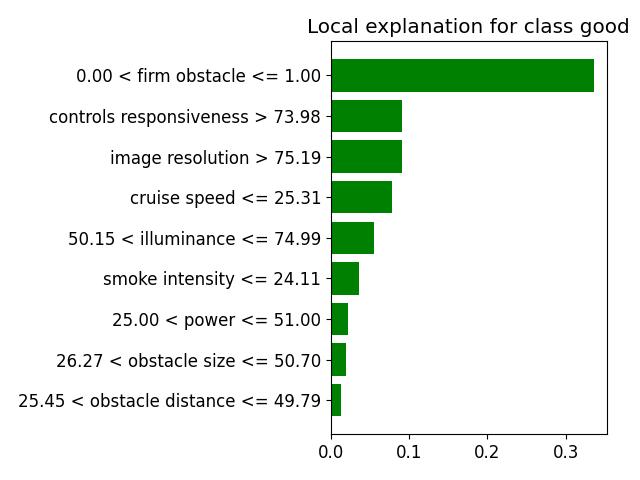 Local explanation for class good
0.00 < firm obstacle <= 1.00
controls responsiveness > 73.98
image resolution > 75.19
cruise speed <= 25.31
50.15 < illuminance <= 74.99
smoke intensity <= 24.11
25.00 < power <= 51.00
26.27 < obstacle size <= 50.70
25.45 < obstacle distance <= 49.79
0.0 0.1 0.2 0.3